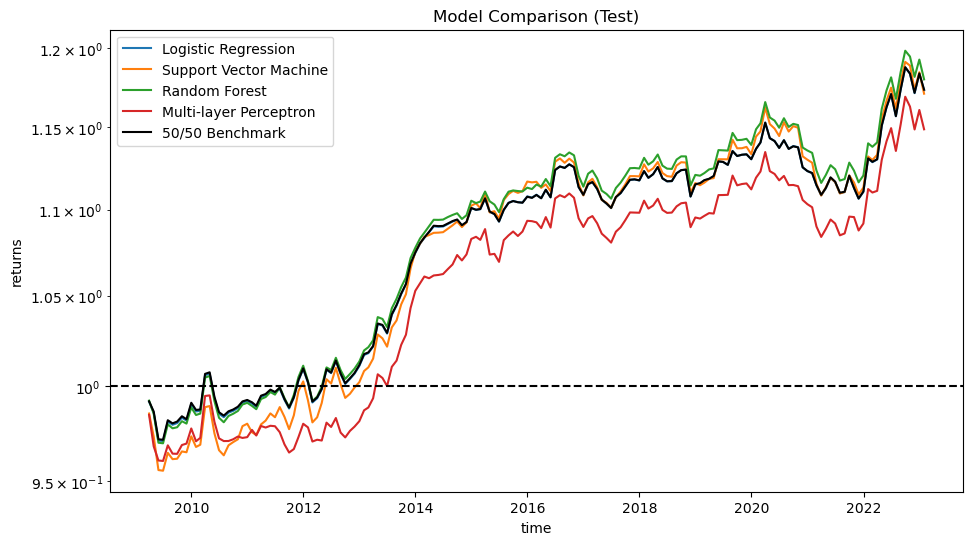 Model Comparison (Test)
Logistic Regression
Support Vector Machine
Random Forest
Multi-layer Perceptron
50/50 Benchmark
1.2 × 10⁰
1.15 × 10⁰
1.1 × 10⁰
1.05 × 10⁰
10⁰
9.5 × 10⁻¹
returns
2010 2012 2014 2016 2018 2020 2022
time